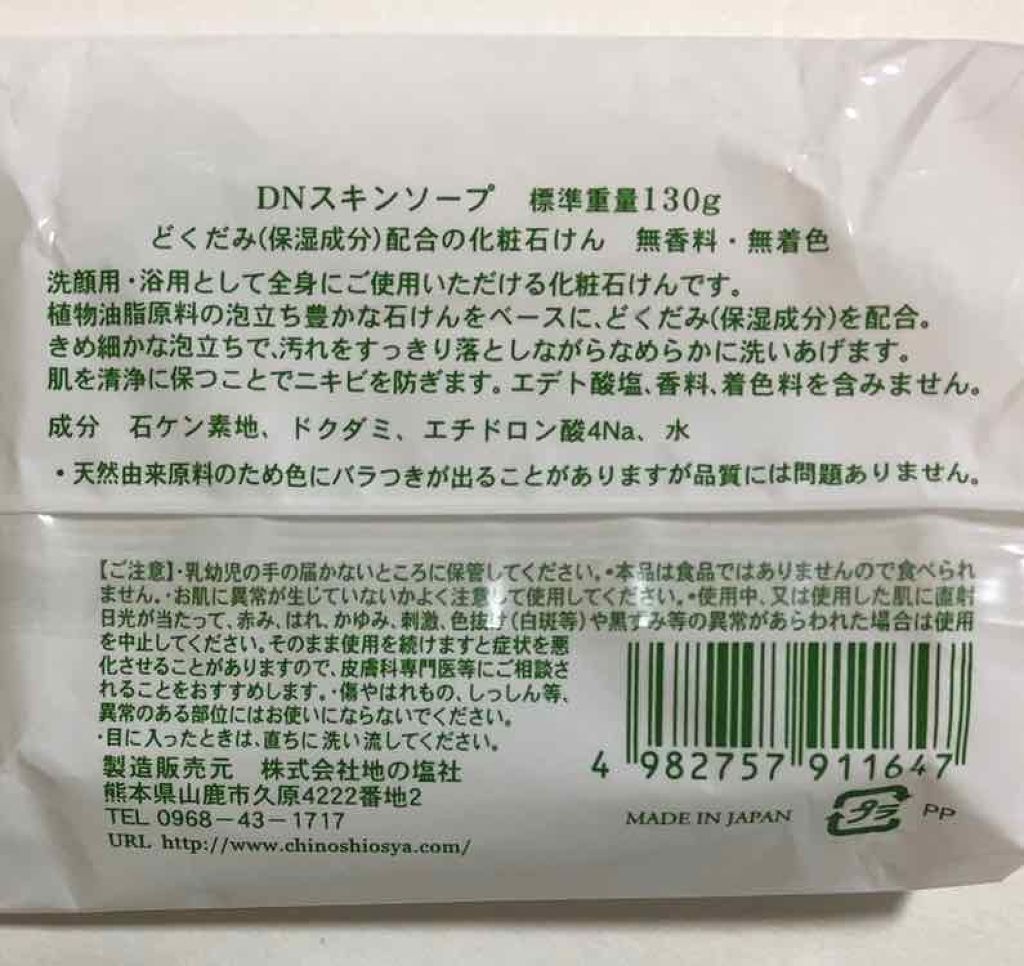 DNスキンソープ　標準重量130g
どくだみ(保湿成分)配合の化粧石けん　無香料・無着色
洗顔用・浴用として全身にご使用いただける化粧石けんです。
植物油脂原料の泡立ち豊かな石けんをベースに、どくだみ(保湿成分)を配合。
きめ細かな泡立ちで、汚れをすっきり落としながらなめらかに洗いあげます。
肌を清浄に保つことでニキビを防ぎます。エデト酸塩、香料、着色料を含みません。
成分　石ケン素地、ドクダミ、エチドロン酸4Na、水
・天然由来原料のため色にバラつきが出ることがありますが品質には問題ありません。
【ご注意】・乳幼児の手の届かないところに保管してください。・本品は食品ではありませんので食べられ
ません。・お肌に異常が生じていないかよく注意して使用してください。・使用中、又は使用した肌に直射
日光が当たって、赤み、はれ、かゆみ、刺激、色抜け(白斑等)や黒ずみ等の異常があらわれた場合は使用
を中止してください。そのまま使用を続けますと症状を悪
化させることがありますので、皮膚科専門医等にご相談さ
れることをおすすめします。・傷やはれもの、しっしん等、
異常のある部位にはお使いにならないでください。
・目に入ったときは、直ちに洗い流してください。
製造販売元　株式会社地の塩社
熊本県山鹿市久原4222番地2
TEL 0968-43-1717
URL http://www.chinoshiosya.com/
4 982757 911647
MADE IN JAPAN プラ PP